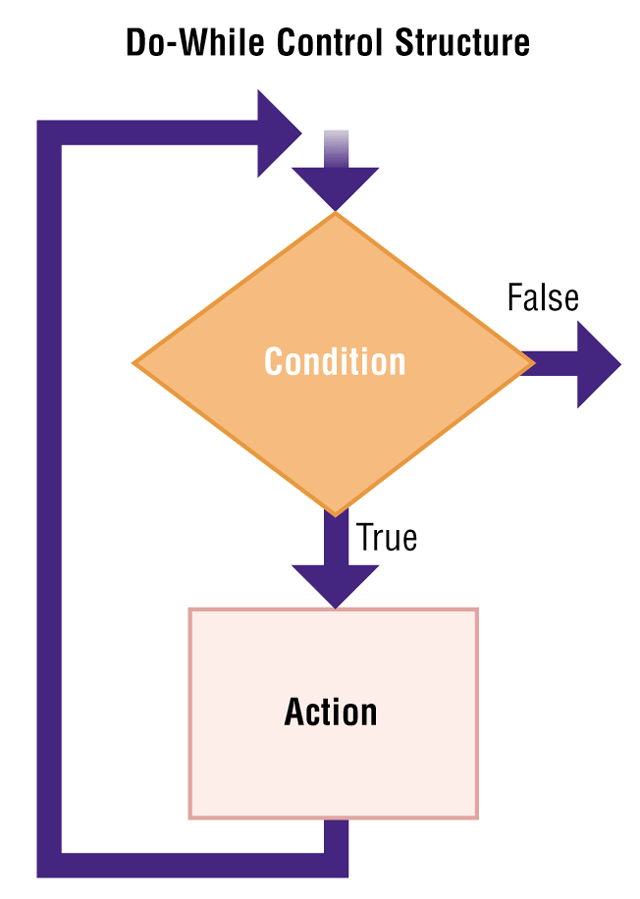 Do-While Control Structure
False
Condition
True
Action